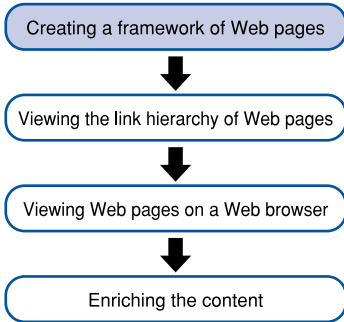 Creating a framework of Web pages
Viewing the link hierarchy of Web pages
Viewing Web pages on a Web browser
Enriching the content